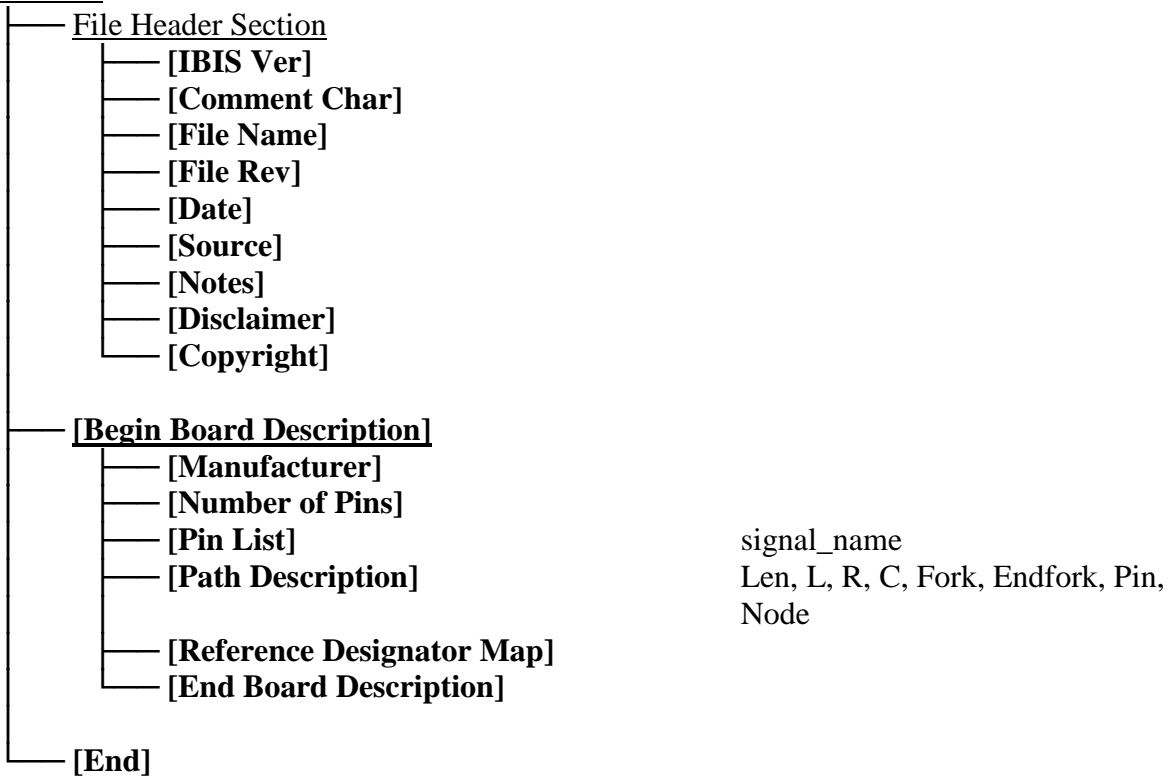 File Header Section
[IBIS Ver]
[Comment Char]
[File Name]
[File Rev]
[Date]
[Source]
[Notes]
[Disclaimer]
[Copyright]
[Begin Board Description]
[Manufacturer]
[Number of Pins]
[Pin List] signal_name
[Path Description] Len, L, R, C, Fork, Endfork, Pin,
Node
[Reference Designator Map]
[End Board Description]
[End]